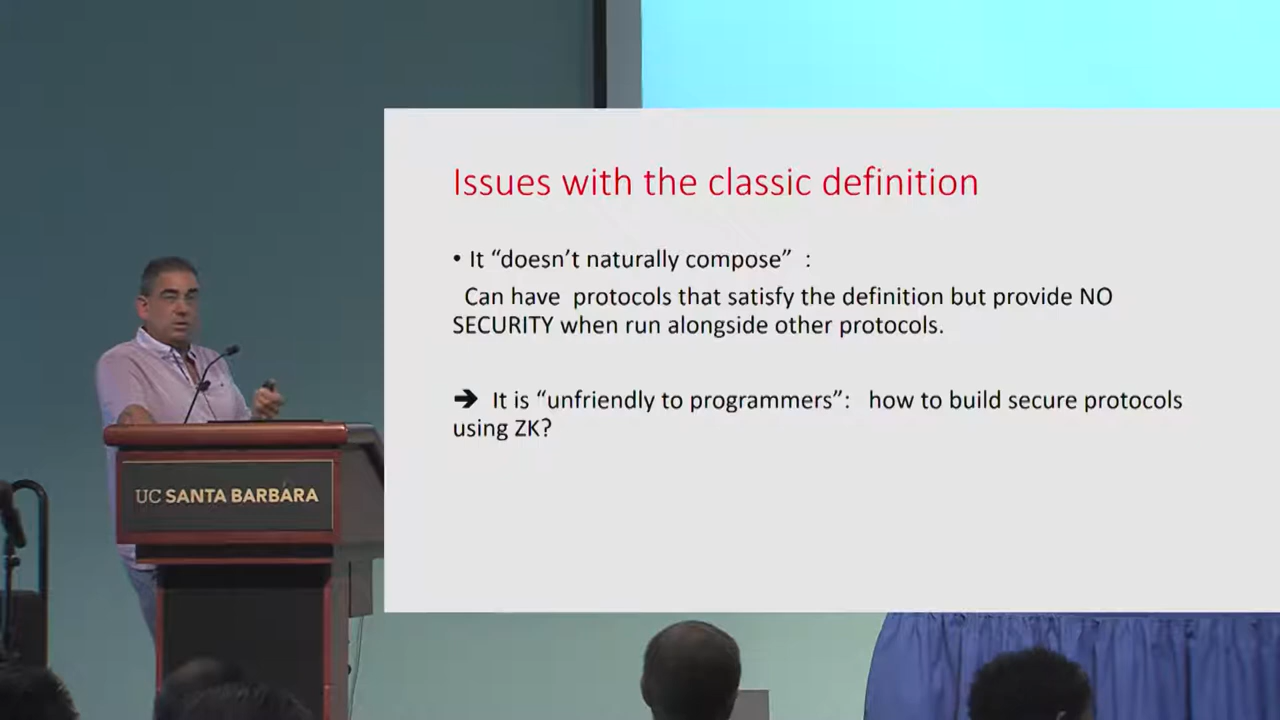 Issues with the classic definition
• It “doesn’t naturally compose” :
Can have protocols that satisfy the definition but provide NO
SECURITY when run alongside other protocols.
➔ It is “unfriendly to programmers”: how to build secure protocols
using ZK?
UC SANTA BARBARA